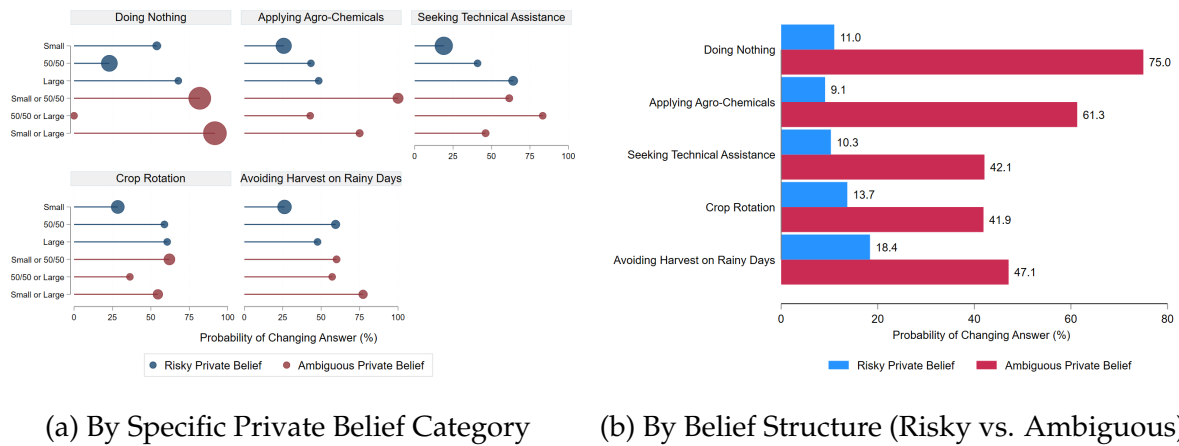 Doing Nothing
Applying Agro-Chemicals
Seeking Technical Assistance
Small
50/50
Large
Small or 50/50
50/50 or Large
Small or Large
0 25 50 75 100
Crop Rotation
Avoiding Harvest on Rainy Days
Small
50/50
Large
Small or 50/50
50/50 or Large
Small or Large
0 25 50 75 100 0 25 50 75 100
Probability of Changing Answer (%)
Risky Private Belief Ambiguous Private Belief
Doing Nothing 11.0
75.0
Applying Agro-Chemicals 9.1
61.3
Seeking Technical Assistance 10.3
42.1
Crop Rotation 13.7
41.9
Avoiding Harvest on Rainy Days 18.4
47.1
0 20 40 60 80
Probability of Changing Answer (%)
Risky Private Belief Ambiguous Private Belief
(a) By Specific Private Belief Category
(b) By Belief Structure (Risky vs. Ambiguous)